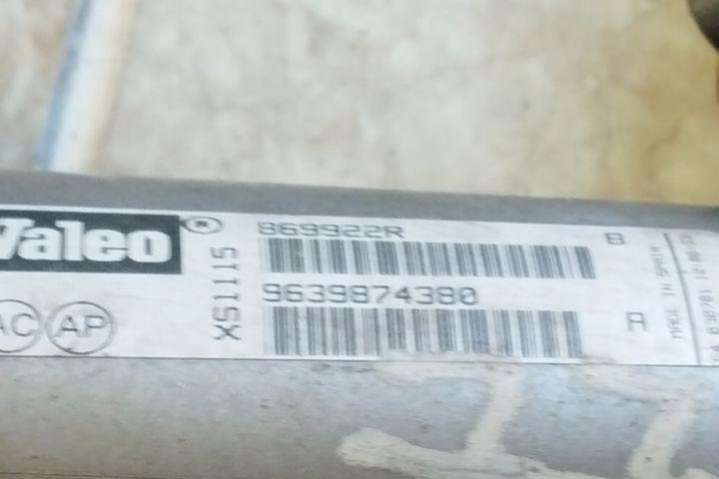 Valeo®
AC AP
XS1115
869922R B
9639874380 A
MADE IN SPAIN